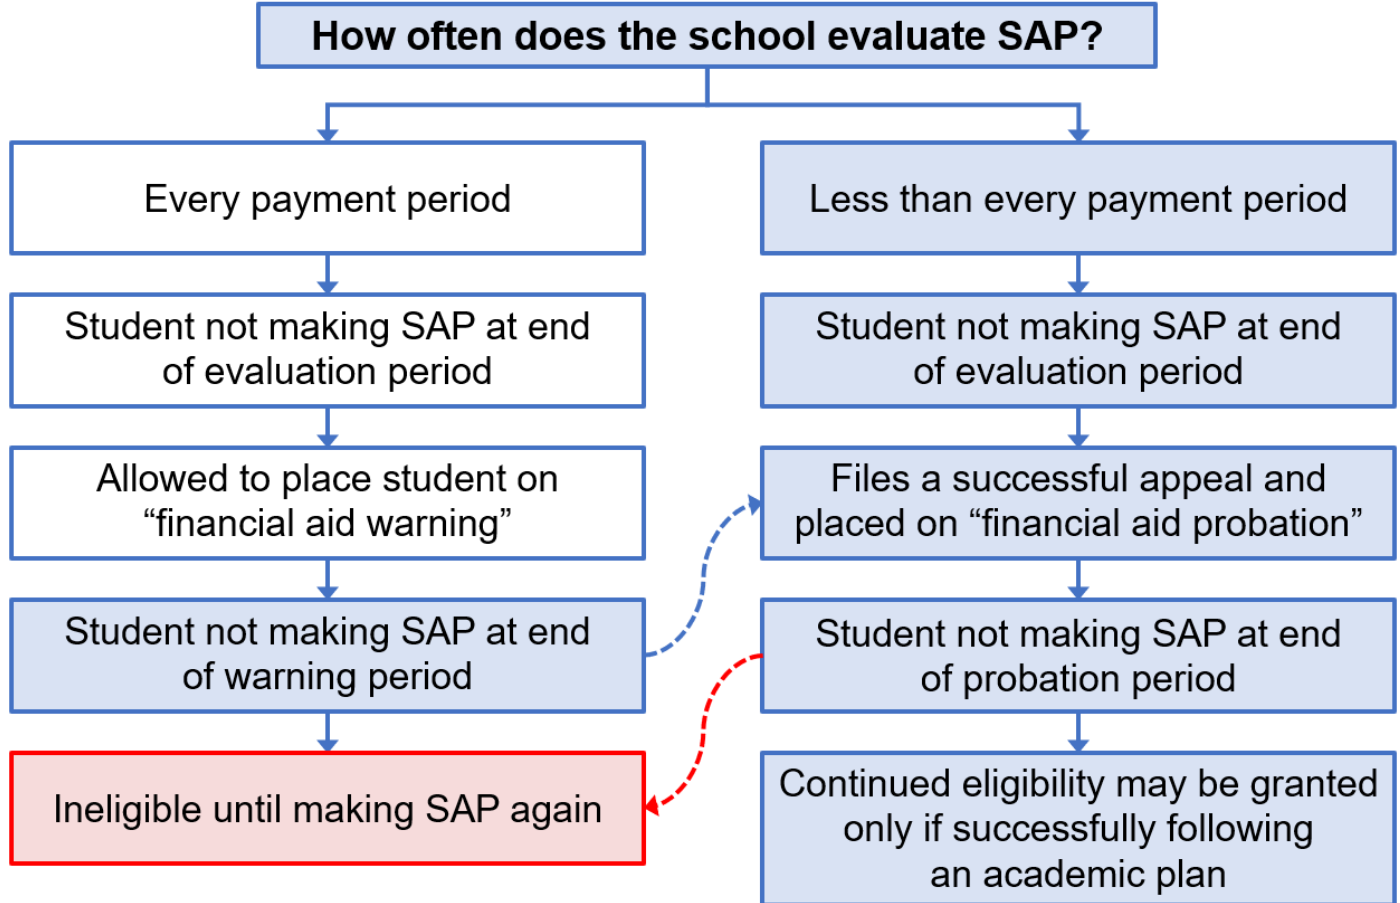 How often does the school evaluate SAP?
Every payment period
Less than every payment period
Student not making SAP at end
of evaluation period
Student not making SAP at end
of evaluation period
Allowed to place student on
“financial aid warning”
Files a successful appeal and
placed on “financial aid probation”
Student not making SAP at end
of warning period
Student not making SAP at end
of probation period
Ineligible until making SAP again
Continued eligibility may be granted
only if successfully following
an academic plan